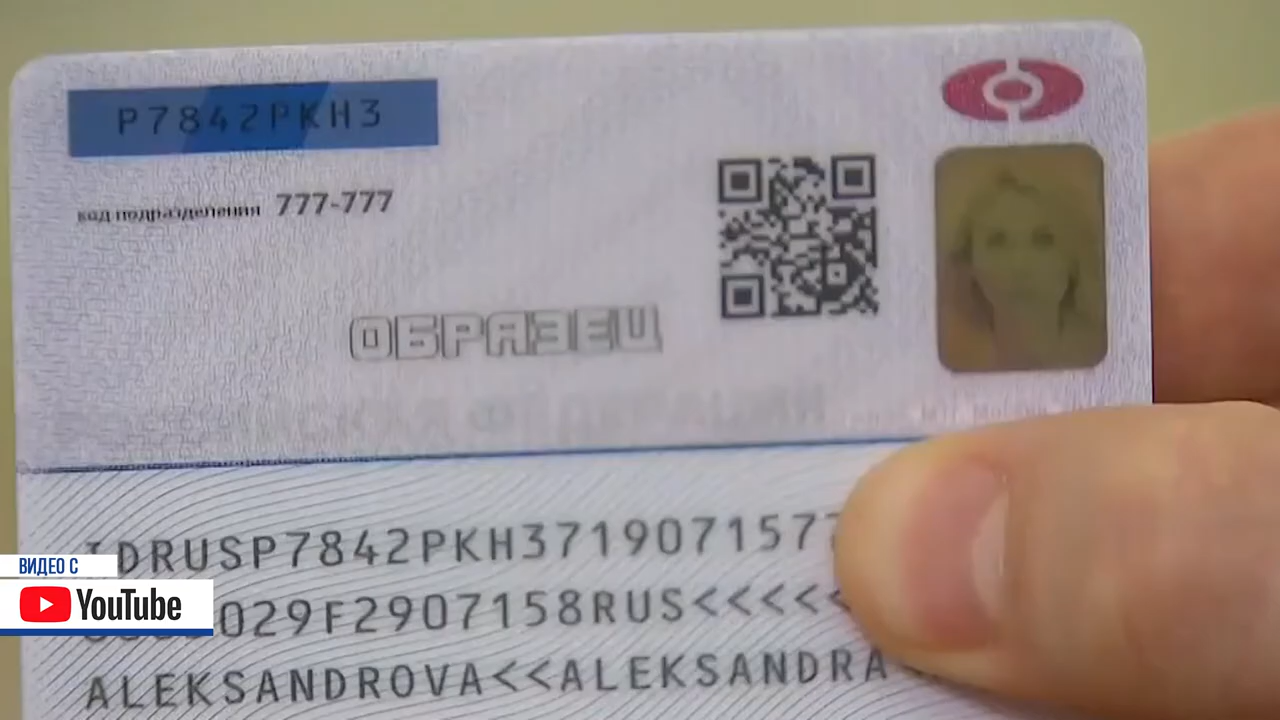 P7842PKH3
код подразделения 777-777
ОБРАЗЕЦ
IDRUSP7842PKH371907157
029F2907158RUS<<<<<
ALEKSANDROVA<<ALEKSANDRA
ВИДЕО С
YouTube